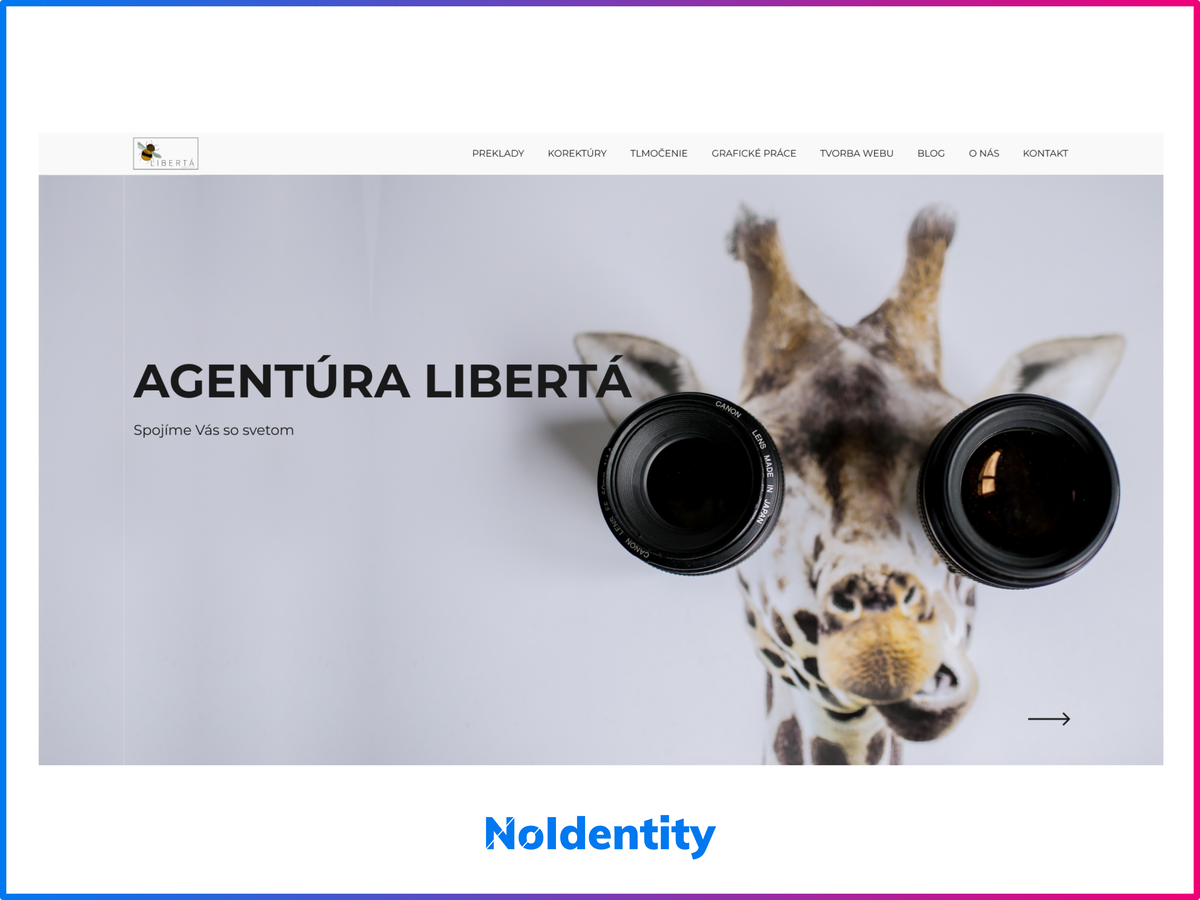 LIBERTÁ
PREKLADY KOREKTÚRY TLMOČENIE GRAFICKÉ PRÁCE TVORBA WEBU BLOG O NÁS KONTAKT
AGENTÚRA LIBERTÁ
Spojíme Vás so svetom
CANON LENS MADE IN JAPAN
CANON LENS
NoIdentity